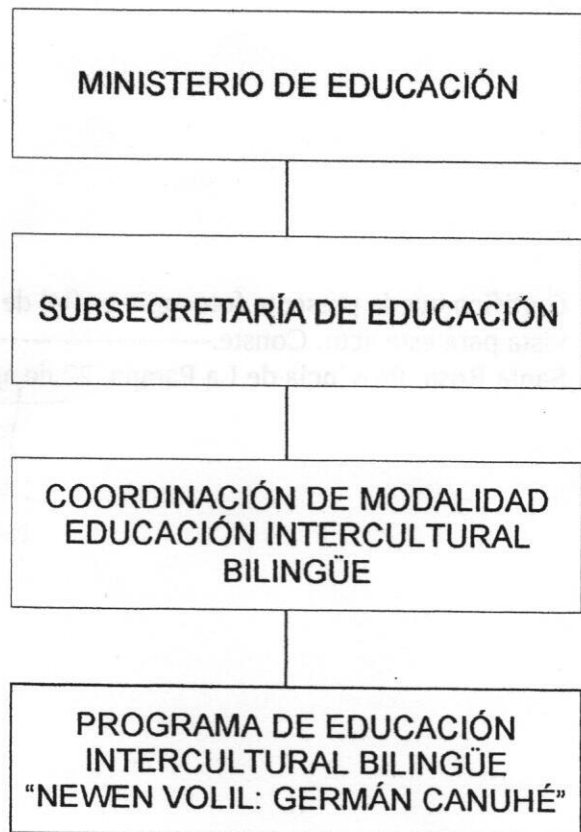 MINISTERIO DE EDUCACIÓN
SUBSECRETARÍA DE EDUCACIÓN
COORDINACIÓN DE MODALIDAD
EDUCACIÓN INTERCULTURAL
BILINGÜE
PROGRAMA DE EDUCACIÓN
INTERCULTURAL BILINGÜE
“NEWEN VOLIL: GERMÁN CANUHÉ”